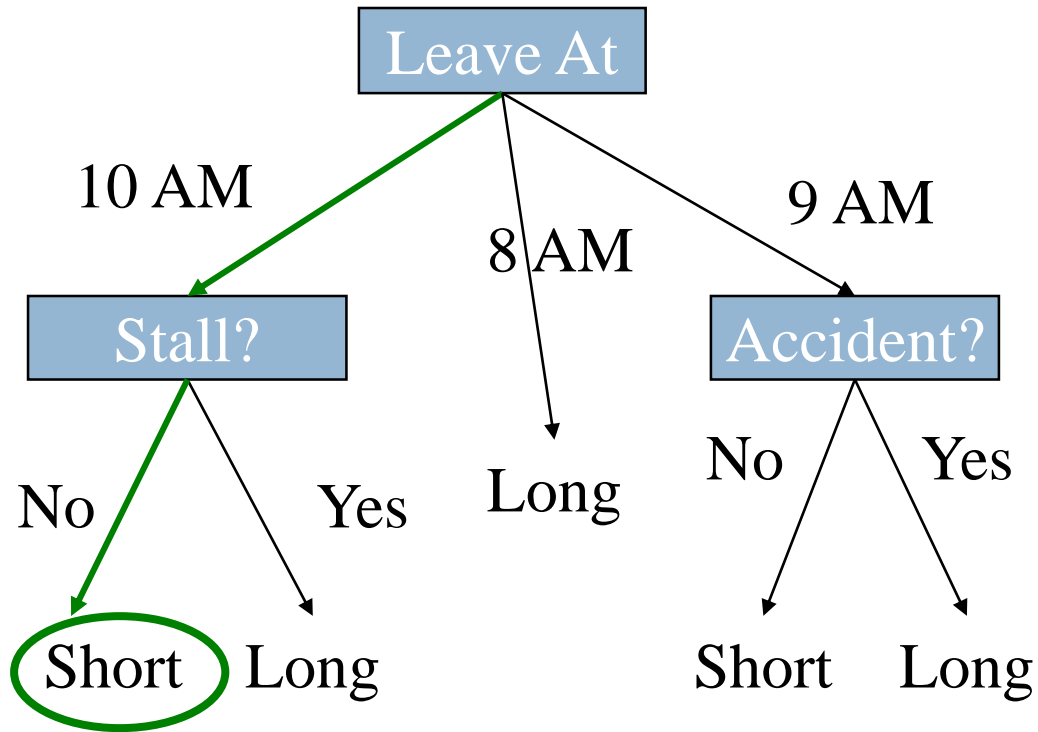 Leave At
10 AM
8 AM
9 AM
Stall?
Accident?
No
Yes
Long
No
Yes
Short
Long
Short
Long